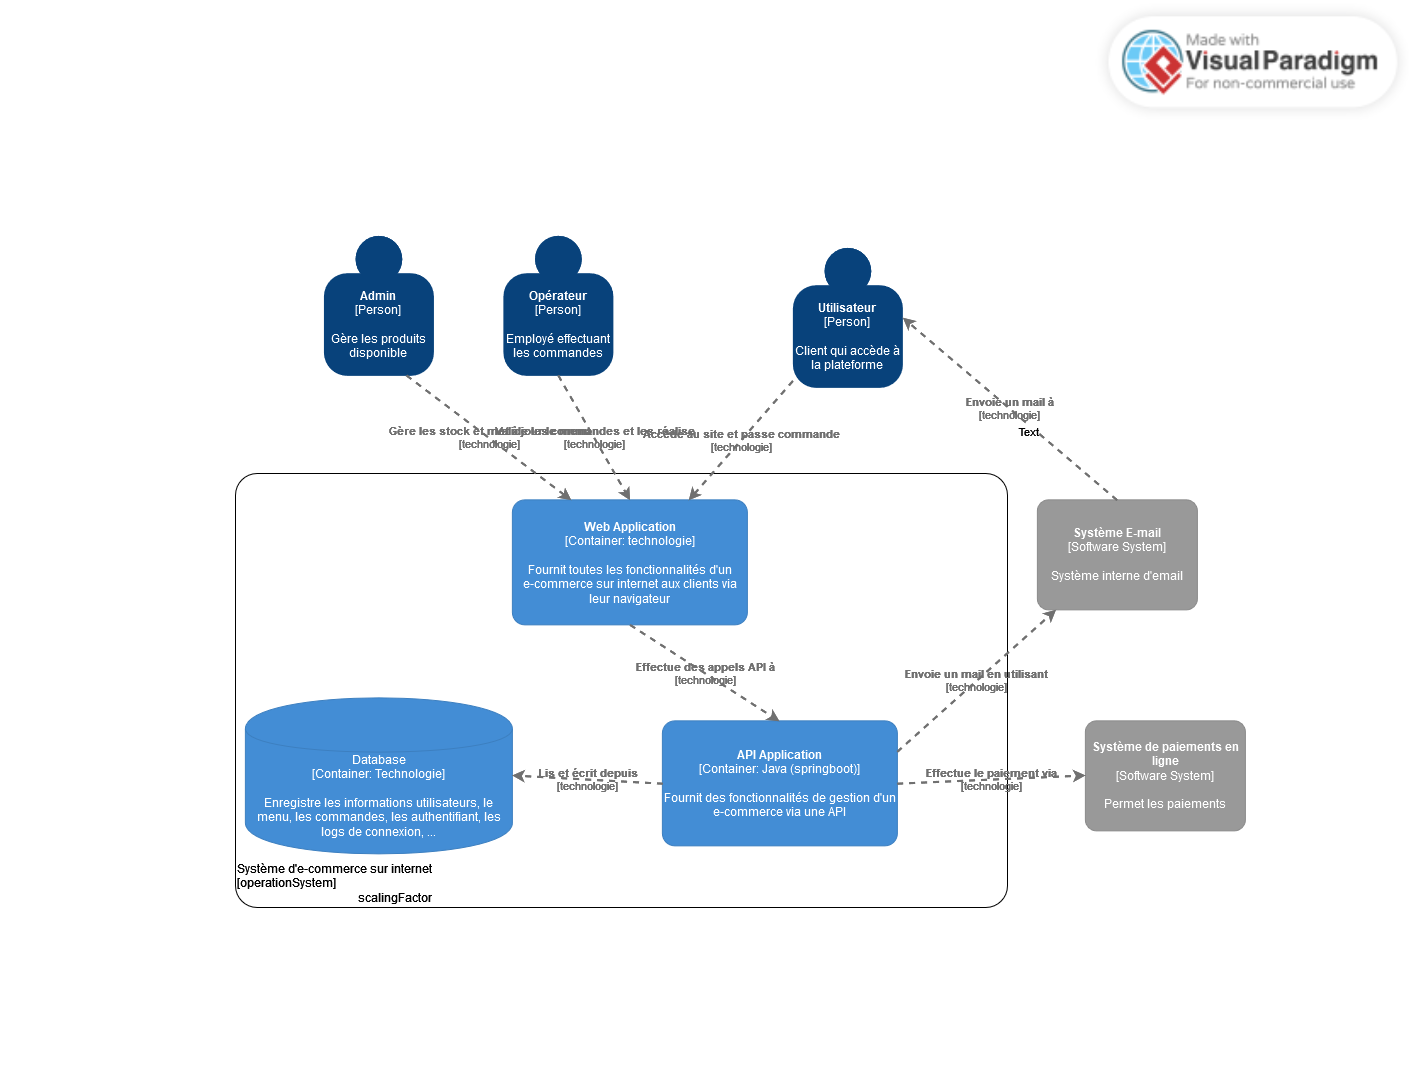 Made with
VisualParadigm
For non-commercial use
Admin
[Person]
Gère les produits
disponible
Opérateur
[Person]
Employé effectuant
les commandes
Utilisateur
[Person]
Client qui accède à
la plateforme
Envoie un mail à
[technologie]
Text
Gère les stock et
[technologie]
commandes et les réalise
[technologie]
Accède au site et passe commande
[technologie]
Web Application
[Container: technologie]
Fournit toutes les fonctionnalités d'un
e-commerce sur internet aux clients via
leur navigateur
Système E-mail
[Software System]
Système interne d'email
Effectue des appels API à
[technologie]
Envoie un mail en utilisant
[technologie]
Database
[Container: Technologie]
Enregistre les informations utilisateurs, le
menu, les commandes, les authentifiant, les
logs de connexion, ...
Lis et écrit depuis
[technologie]
API Application
[Container: Java (springboot)]
Fournit des fonctionnalités de gestion d'un
e-commerce via une API
Effectue le paiement via
[technologie]
Système de paiements en
ligne
[Software System]
Permet les paiements
Système d'e-commerce sur internet
[operationSystem]
scalingFactor